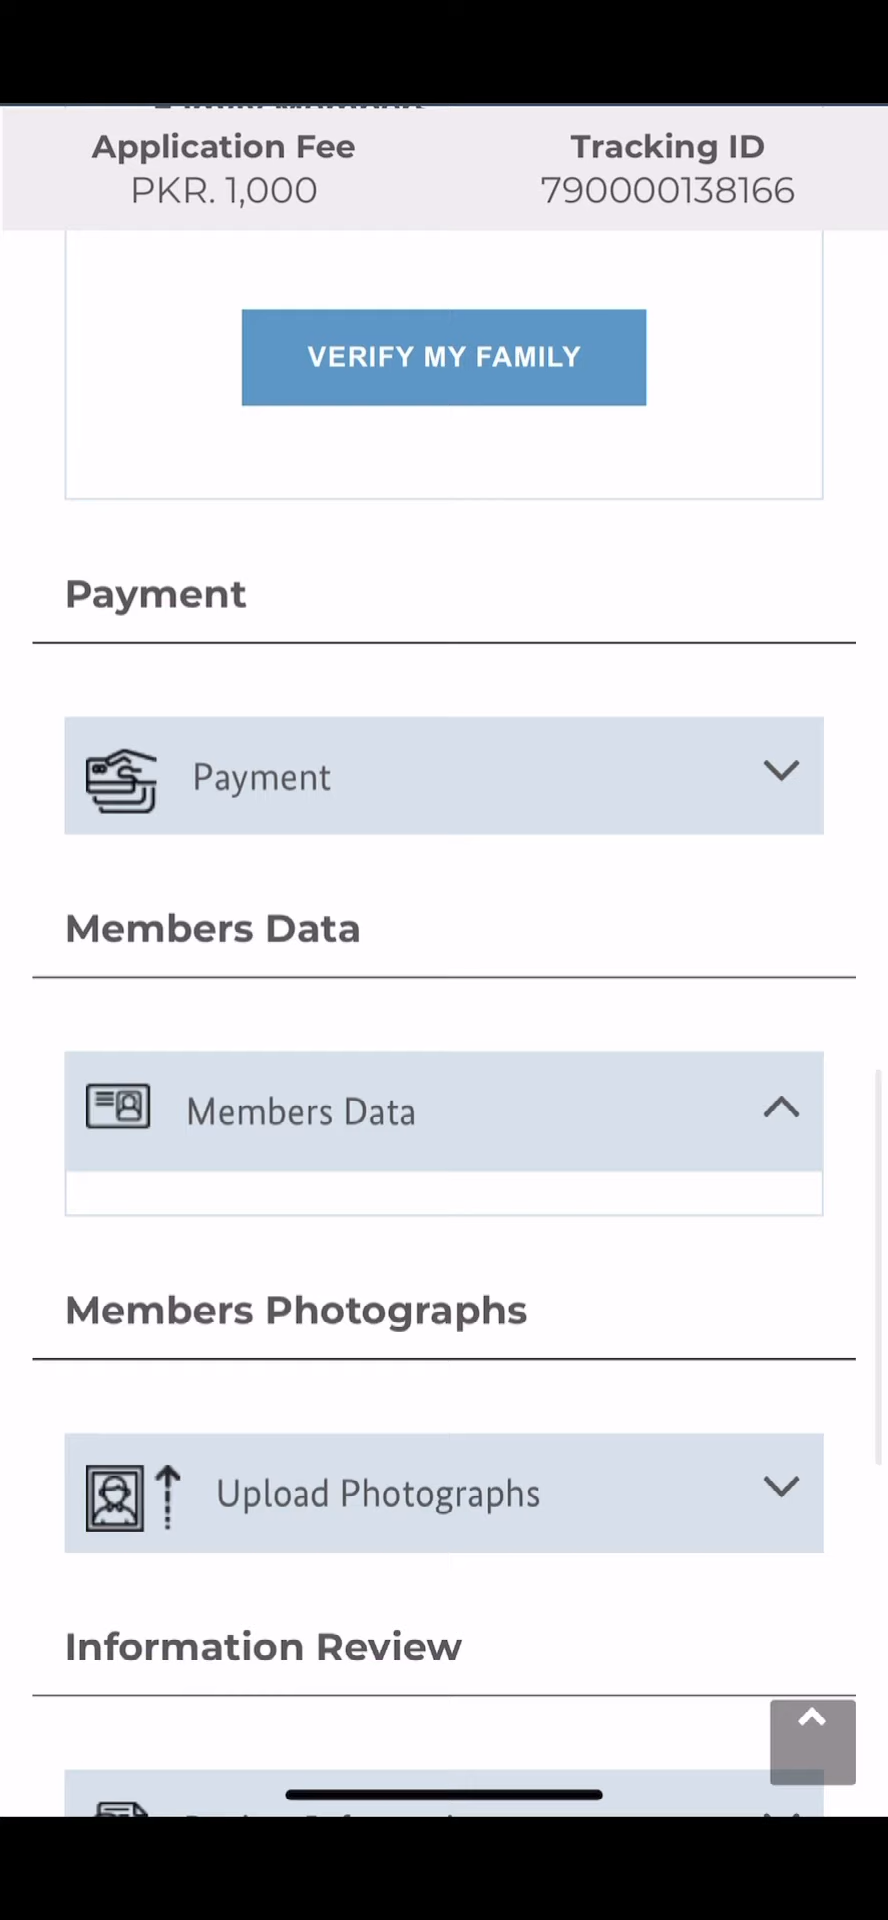 Application Fee
Tracking ID
PKR. 1,000
790000138166
VERIFY MY FAMILY
Payment
Payment
Members Data
Members Data
Members Photographs
Upload Photographs
Information Review